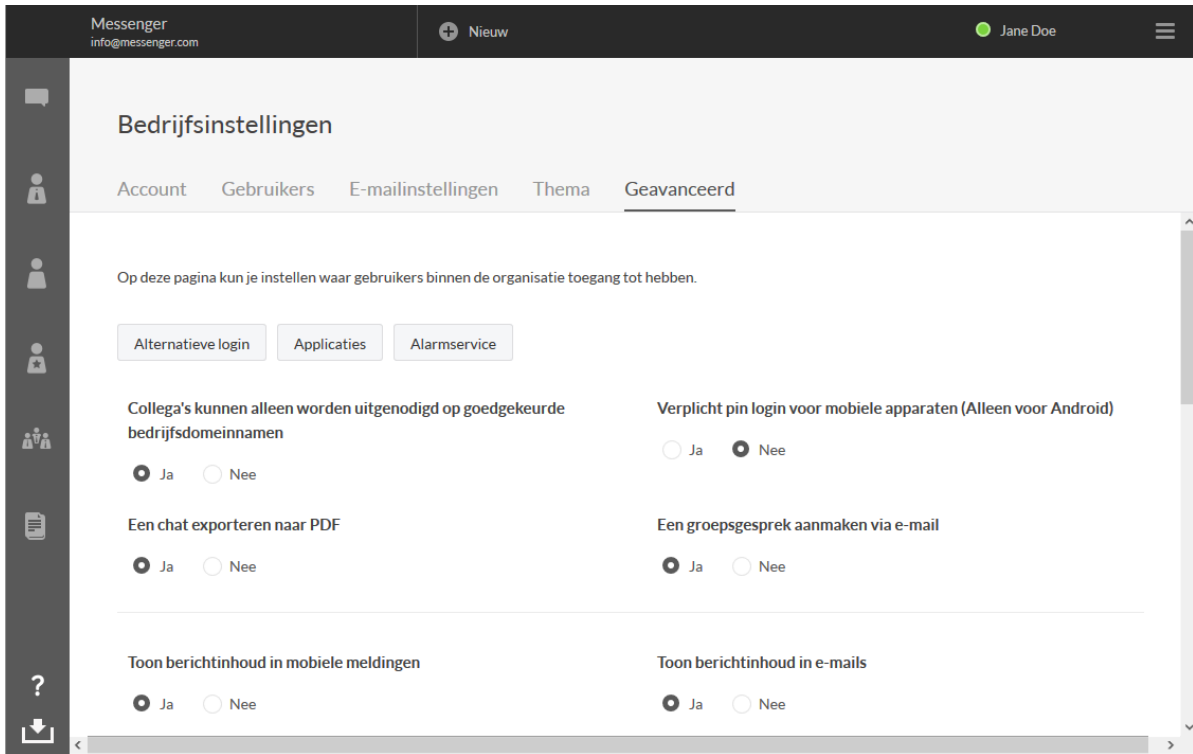 Messenger
info@messenger.com
Nieuw
Jane Doe
Bedrijfsinstellingen
Account Gebruikers E-mailinstellingen Thema Geavanceerd
Op deze pagina kun je instellen waar gebruikers binnen de organisatie toegang tot hebben.
Alternatieve login Applicaties Alarmservice
Collega's kunnen alleen worden uitgenodigd op goedgekeurde
bedrijfsdomeinnamen
Ja Nee
Verplicht pin login voor mobiele apparaten (Alleen voor Android)
Ja Nee
Een chat exporteren naar PDF
Ja Nee
Een groepsgesprek aanmaken via e-mail
Ja Nee
Toon berichtinhoud in mobiele meldingen
Ja Nee
Toon berichtinhoud in e-mails
Ja Nee
?